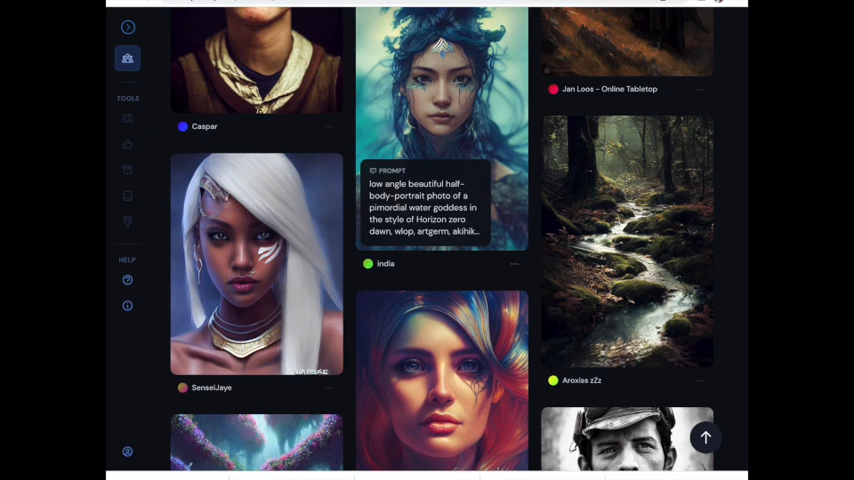 TOOLS
HELP
Caspar
SenseiJaye
PROMPT
low angle beautiful half-
body-portrait photo of a
pimordial water goddess in
the style of Horizon zero
dawn, wlop, artgerm, akihik...
india
Jan Loos - Online Tabletop
Aroxiss zZz